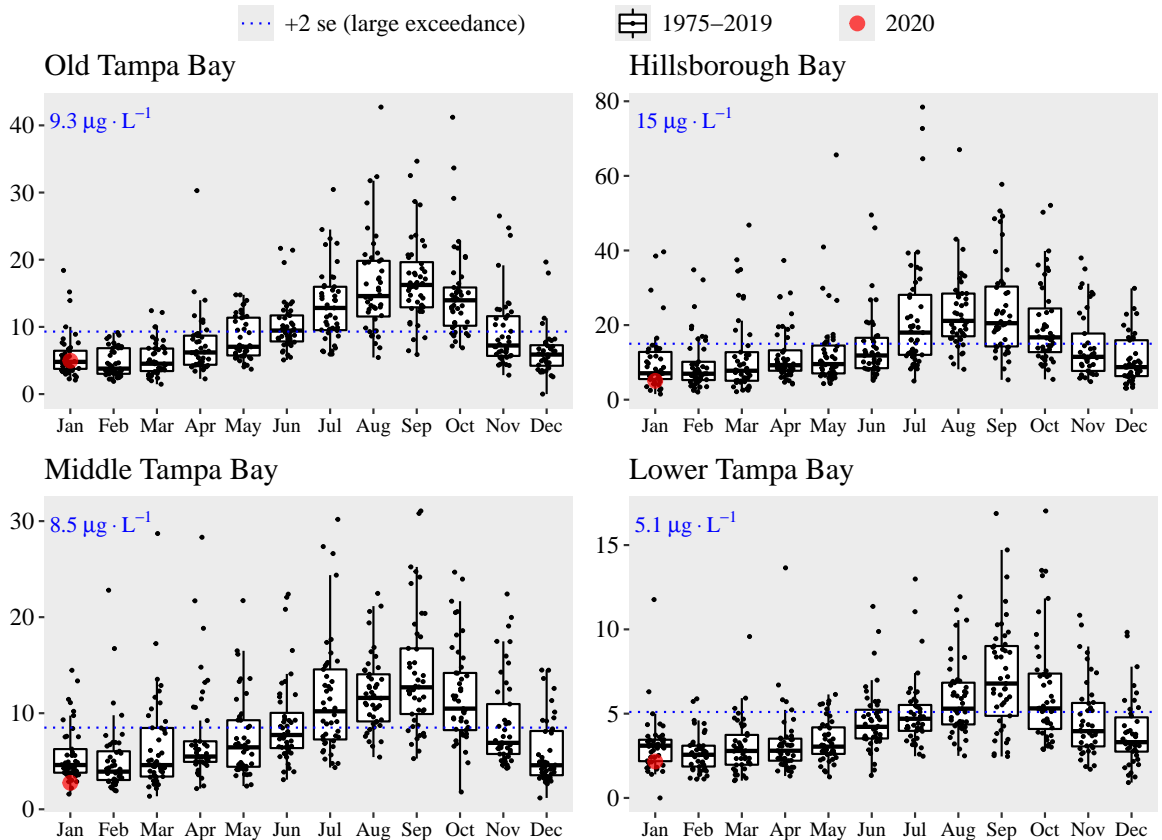 +2 se (large exceedance) 1975–2019 2020
Old Tampa Bay
9.3 μg · L⁻¹
40
30
20
10
0
Jan Feb Mar Apr May Jun Jul Aug Sep Oct Nov Dec
Hillsborough Bay
15 μg · L⁻¹
80
60
40
20
0
Jan Feb Mar Apr May Jun Jul Aug Sep Oct Nov Dec
Middle Tampa Bay
8.5 μg · L⁻¹
30
20
10
0
Jan Feb Mar Apr May Jun Jul Aug Sep Oct Nov Dec
Lower Tampa Bay
5.1 μg · L⁻¹
15
10
5
0
Jan Feb Mar Apr May Jun Jul Aug Sep Oct Nov Dec